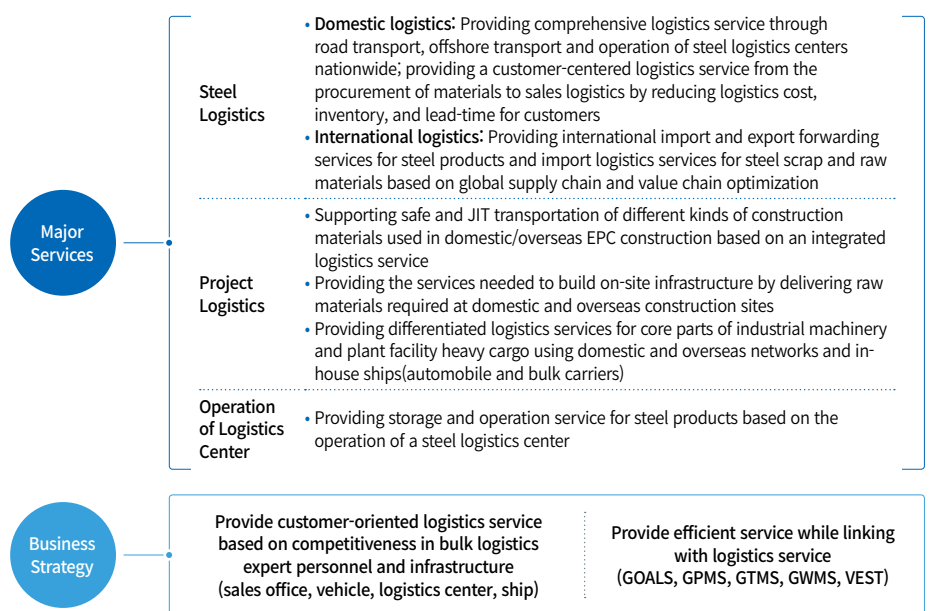 Major
Services
Steel
Logistics
• Domestic logistics: Providing comprehensive logistics service through
road transport, offshore transport and operation of steel logistics centers
nationwide; providing a customer-centered logistics service from the
procurement of materials to sales logistics by reducing logistics cost,
inventory, and lead-time for customers
• International logistics: Providing international import and export forwarding
services for steel products and import logistics services for steel scrap and raw
materials based on global supply chain and value chain optimization
Project
Logistics
• Supporting safe and JIT transportation of different kinds of construction
materials used in domestic/overseas EPC construction based on an integrated
logistics service
• Providing the services needed to build on-site infrastructure by delivering raw
materials required at domestic and overseas construction sites
• Providing differentiated logistics services for core parts of industrial machinery
and plant facility heavy cargo using domestic and overseas networks and in-
house ships(automobile and bulk carriers)
Operation
of Logistics
Center
• Providing storage and operation service for steel products based on the
operation of a steel logistics center
Business
Strategy
Provide customer-oriented logistics service
based on competitiveness in bulk logistics
expert personnel and infrastructure
(sales office, vehicle, logistics center, ship)
Provide efficient service while linking
with logistics service
(GOALS, GPMS, GTMS, GWMS, VEST)